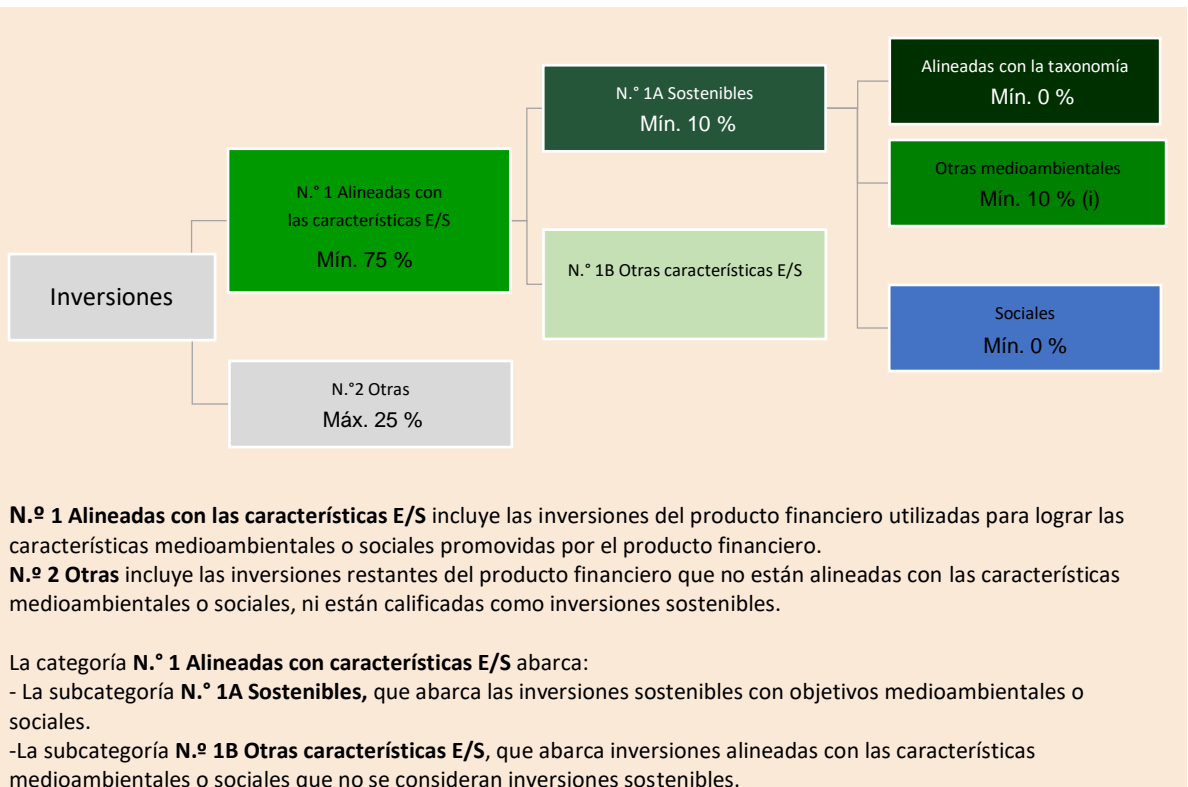 Alineadas con la taxonomía
Mín. 0 %
N.° 1A Sostenibles
Mín. 10 %
Otras medioambientales
Mín. 10 % (i)
N.° 1 Alineadas con
las características E/S
Mín. 75 %
N.° 1B Otras características E/S
Inversiones
Sociales
Mín. 0 %
N.°2 Otras
Máx. 25 %
N.º 1 Alineadas con las características E/S incluye las inversiones del producto financiero utilizadas para lograr las
características medioambientales o sociales promovidas por el producto financiero.
N.º 2 Otras incluye las inversiones restantes del producto financiero que no están alineadas con las características
medioambientales o sociales, ni están calificadas como inversiones sostenibles.
La categoría N.° 1 Alineadas con características E/S abarca:
- La subcategoría N.° 1A Sostenibles, que abarca las inversiones sostenibles con objetivos medioambientales o
sociales.
-La subcategoría N.º 1B Otras características E/S, que abarca inversiones alineadas con las características
medioambientales o sociales que no se consideran inversiones sostenibles.